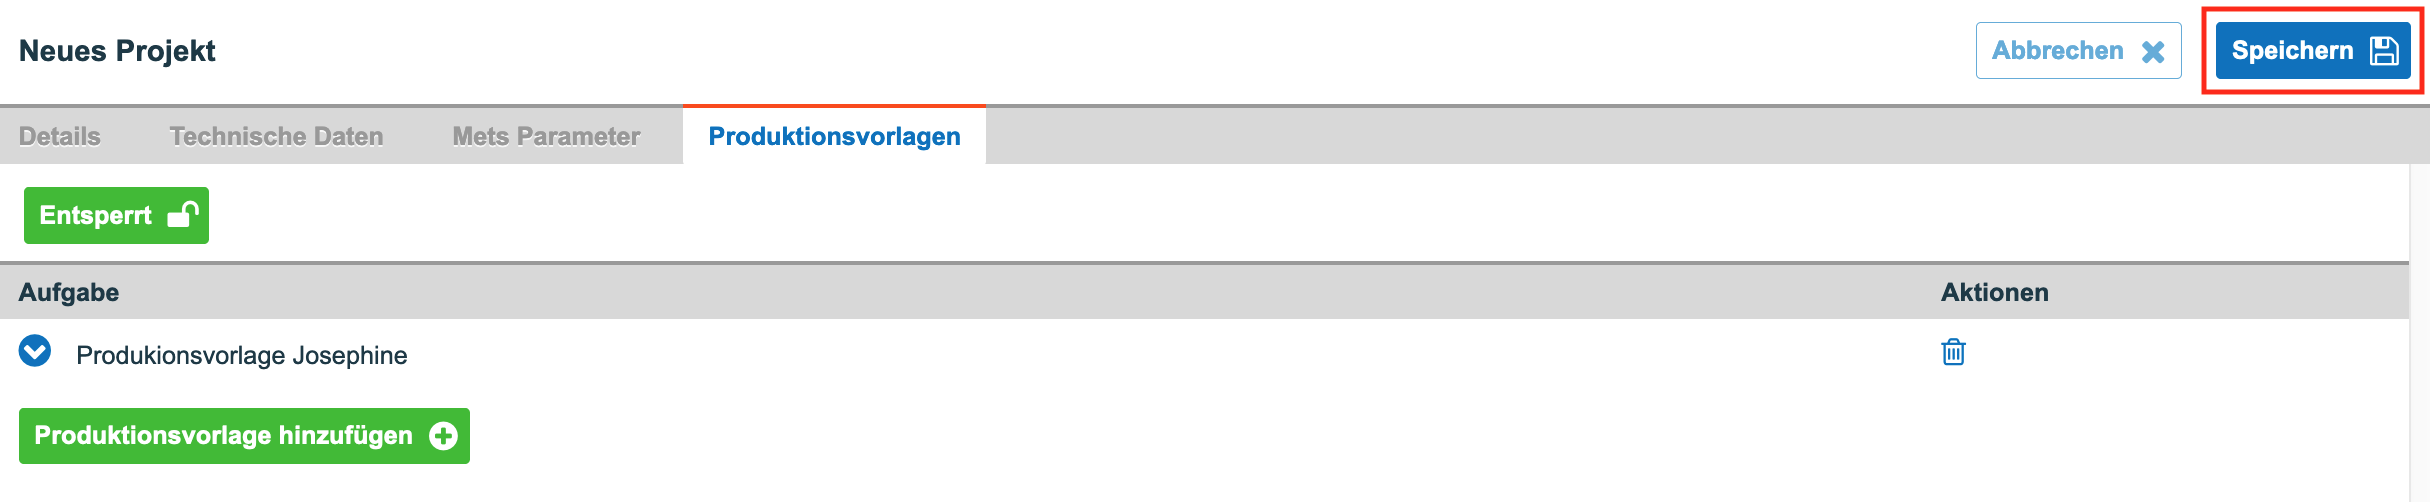 Neues Projekt
Abbrechen
Speichern
Details
Technische Daten
Mets Parameter
Produktionsvorlagen
Entsperrt
Aufgabe
Aktionen
Produkionsvorlage Josephine
Produktionsvorlage hinzufügen